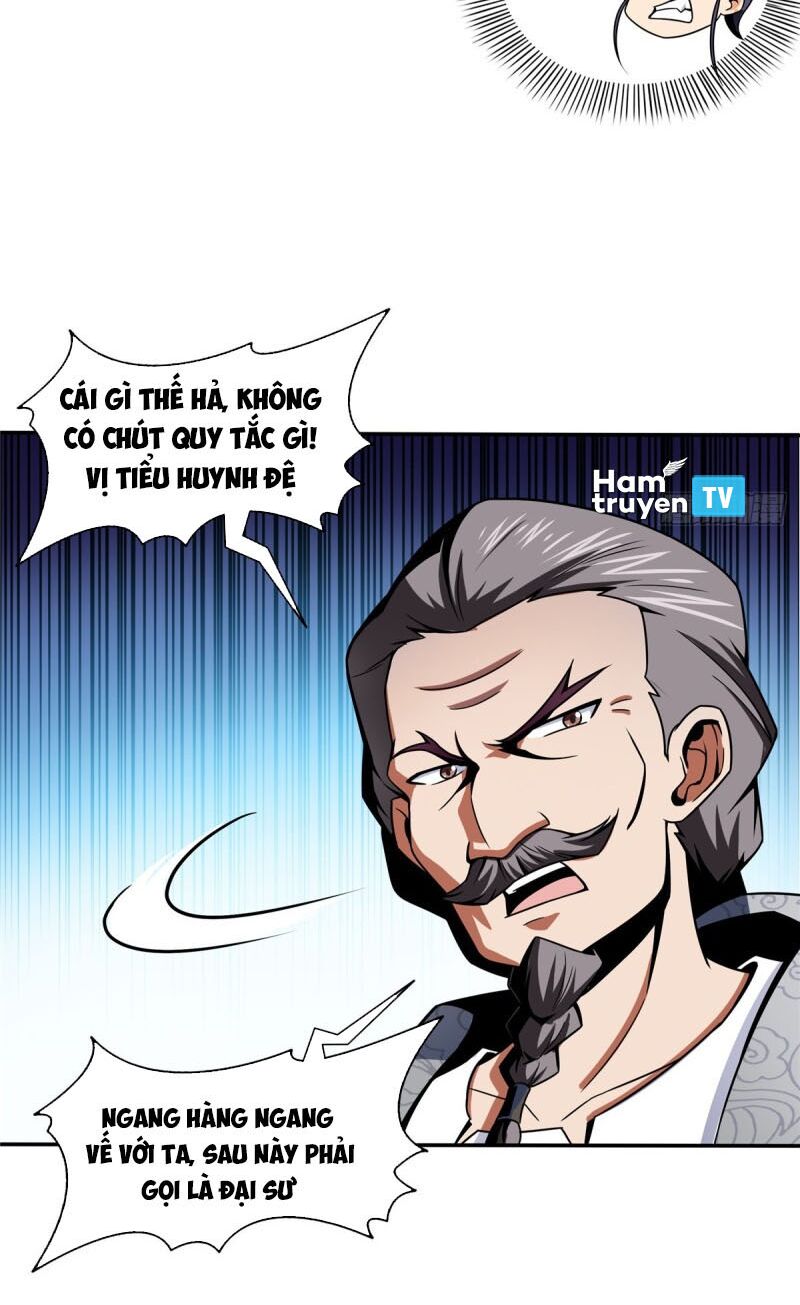 CÁI GÌ THẾ HẢ, KHÔNG
CÓ CHÚT QUY TẮC GÌ!
VỊ TIỂU HUYNH ĐỆ
Ham
truyen TV
NGANG HÀNG NGANG
VẾ VỚI TA, SAU NÀY PHẢI
GỌI LÀ ĐẠI SƯ